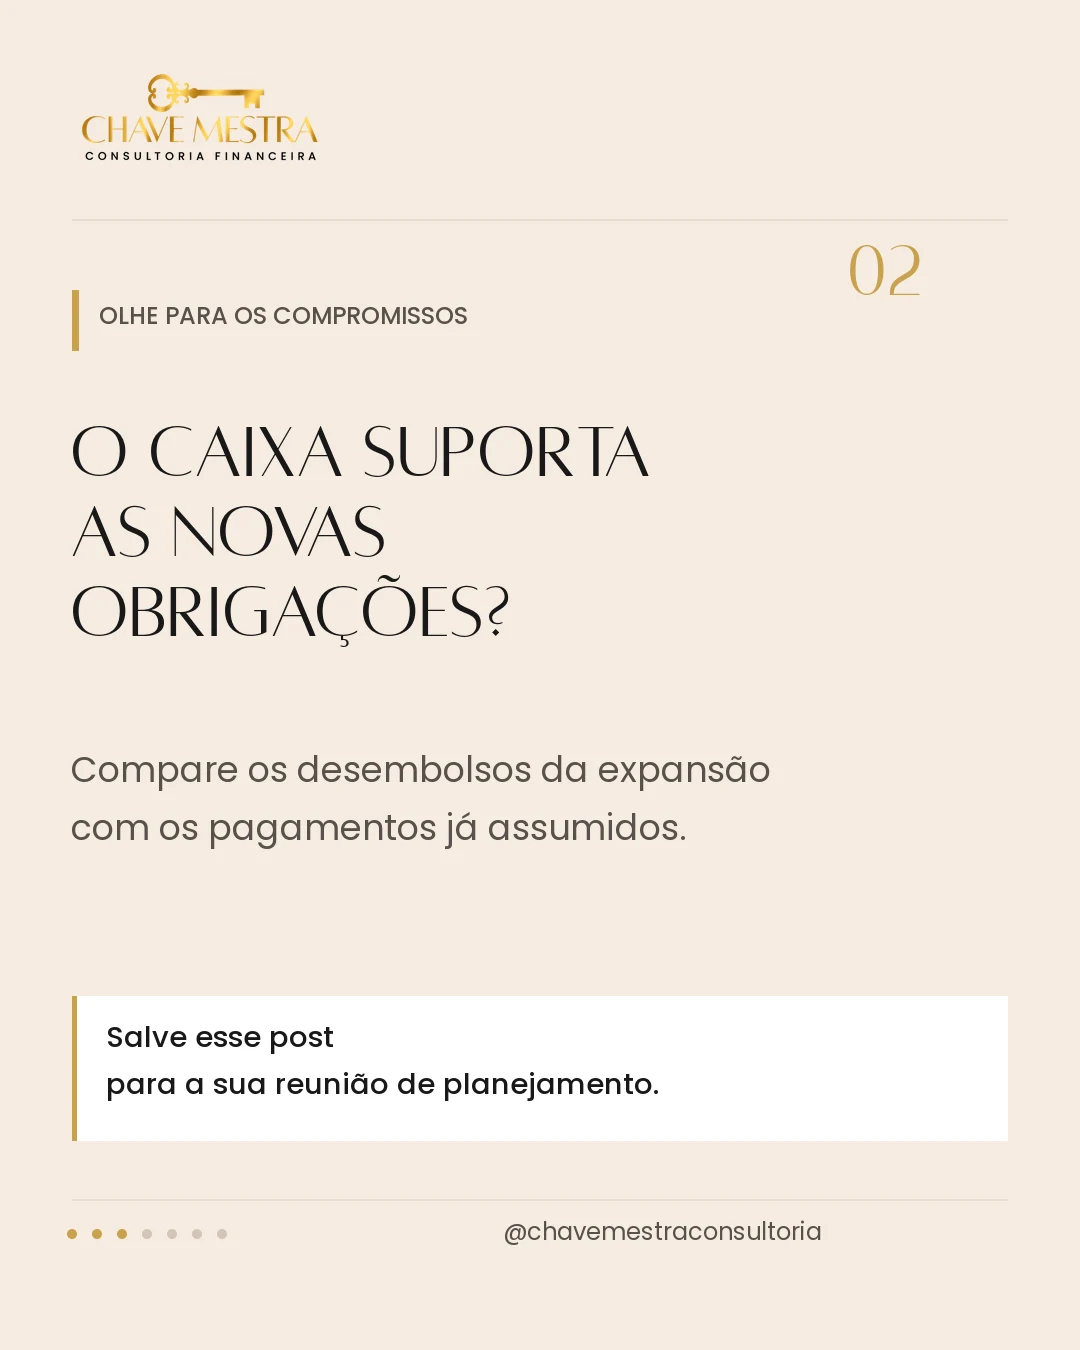 CHAVE MESTRA
CONSULTORIA FINANCEIRA
02
OLHE PARA OS COMPROMISSOS
O CAIXA SUPORTA
AS NOVAS
OBRIGAÇÕES?
Compare os desembolsos da expansão
com os pagamentos já assumidos.
Salve esse post
para a sua reunião de planejamento.
@chavemestraconsultoria